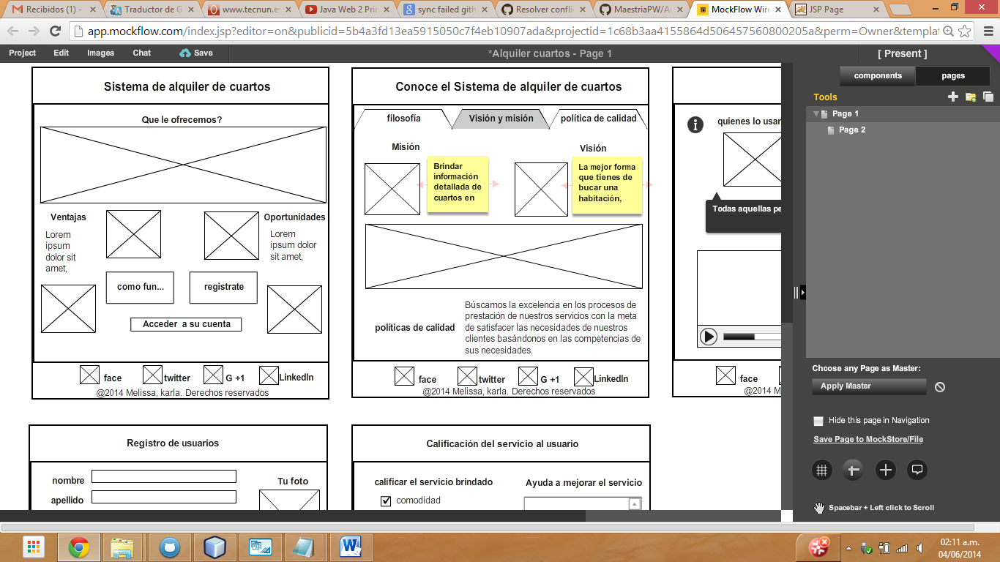 Recibidos (1) -
Traductor de G
www.tecnun.e
Java Web 2 Prin
sync failed gith
Resolver conflic
MaestriaPW/Ar
MockFlow Wire
JSP Page
app.mockflow.com/index.jsp?editor=on&publicid=5b4a3fd13ea5915050c7f4eb10907ada&projectid=1c68b3aa4155864d506457560800205a&perm=Owner&templat
Project Edit Images Chat Save
*Alquiler cuartos - Page 1
[ Present ]
Sistema de alquiler de cuartos
Que le ofrecemos?
Ventajas
Oportunidades
Lorem
ipsum
dolor sit
amet,
Lorem
ipsum dolor
sit amet,
como fun...
registrate
Acceder a su cuenta
face
twitter
G +1
LinkedIn
@2014 Melissa, karla. Derechos reservados
Conoce el Sistema de alquiler de cuartos
filosofía
Visión y misión
política de calidad
Misión
Visión
Brindar
información
detallada de
cuartos en
La mejor forma
que tienes de
bucar una
habitación,
políticas de calidad
Búscamos la excelencia en los procesos de
prestación de nuestros servicios con la meta
de satisfacer las necesidades de nuestros
clientes basándonos en las competencias de
sus necesidades.
face
twitter
G +1
LinkedIn
@2014 Melissa, karla. Derechos reservados
quienes lo usar
Todas aquellas pe
face
@2014 M
Registro de usuarios
nombre
apellido
Tu foto
Calificación del servicio al usuario
calificar el servicio brindado
comodidad
Ayuda a mejorar el servicio
components
pages
Tools
Page 1
Page 2
Choose any Page as Master:
Apply Master
Hide this page in Navigation
Save Page to MockStore/File
Spacebar + Left click to Scroll
02:11 a.m.
04/06/2014